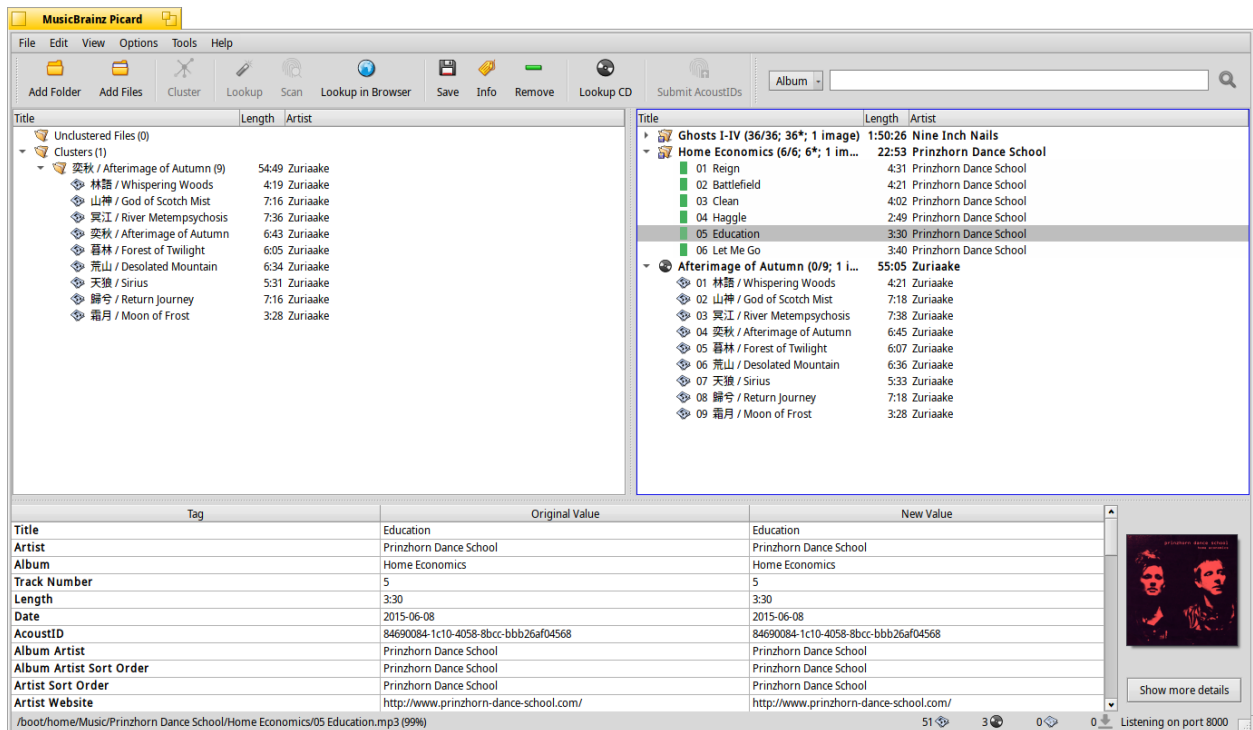 MusicBrainz Picard
File Edit View Options Tools Help
Add Folder Add Files Cluster Lookup Scan Lookup in Browser Save Info Remove Lookup CD Submit AcoustIDs Album
Title Length Artist
Unclustered Files (0)
Clusters (1)
奕秋 / Afterimage of Autumn (9) 54:49 Zuriaake
林語 / Whispering Woods 4:19 Zuriaake
山神 / God of Scotch Mist 7:16 Zuriaake
冥江 / River Metempsychosis 7:36 Zuriaake
奕秋 / Afterimage of Autumn 6:43 Zuriaake
暮林 / Forest of Twilight 6:05 Zuriaake
荒山 / Desolated Mountain 6:34 Zuriaake
天狼 / Sirius 5:31 Zuriaake
歸兮 / Return Journey 7:16 Zuriaake
霜月 / Moon of Frost 3:28 Zuriaake
Title Length Artist
Ghosts I-IV (36/36; 36*; 1 image) 1:50:26 Nine Inch Nails
Home Economics (6/6; 6*; 1 im... 22:53 Prinzhorn Dance School
01 Reign 4:31 Prinzhorn Dance School
02 Battlefield 4:21 Prinzhorn Dance School
03 Clean 4:02 Prinzhorn Dance School
04 Haggle 2:49 Prinzhorn Dance School
05 Education 3:30 Prinzhorn Dance School
06 Let Me Go 3:40 Prinzhorn Dance School
Afterimage of Autumn (0/9; 1 i... 55:05 Zuriaake
01 林語 / Whispering Woods 4:21 Zuriaake
02 山神 / God of Scotch Mist 7:18 Zuriaake
03 冥江 / River Metempsychosis 7:38 Zuriaake
04 奕秋 / Afterimage of Autumn 6:45 Zuriaake
05 暮林 / Forest of Twilight 6:07 Zuriaake
06 荒山 / Desolated Mountain 6:36 Zuriaake
07 天狼 / Sirius 5:33 Zuriaake
08 歸兮 / Return Journey 7:18 Zuriaake
09 霜月 / Moon of Frost 3:28 Zuriaake
Tag Original Value New Value
Title Education Education
Artist Prinzhorn Dance School Prinzhorn Dance School
Album Home Economics Home Economics
Track Number 5 5
Length 3:30 3:30
Date 2015-06-08 2015-06-08
AcoustID 84690084-1c10-4058-8bcc-bbb26af04568 84690084-1c10-4058-8bcc-bbb26af04568
Album Artist Prinzhorn Dance School Prinzhorn Dance School
Album Artist Sort Order Prinzhorn Dance School Prinzhorn Dance School
Artist Sort Order Prinzhorn Dance School Prinzhorn Dance School
Artist Website http://www.prinzhorn-dance-school.com/ http://www.prinzhorn-dance-school.com/
prinzhorn dance school
home economics
Show more details
/boot/home/Music/Prinzhorn Dance School/Home Economics/05 Education.mp3 (99%) 51 3 0 0 Listening on port 8000